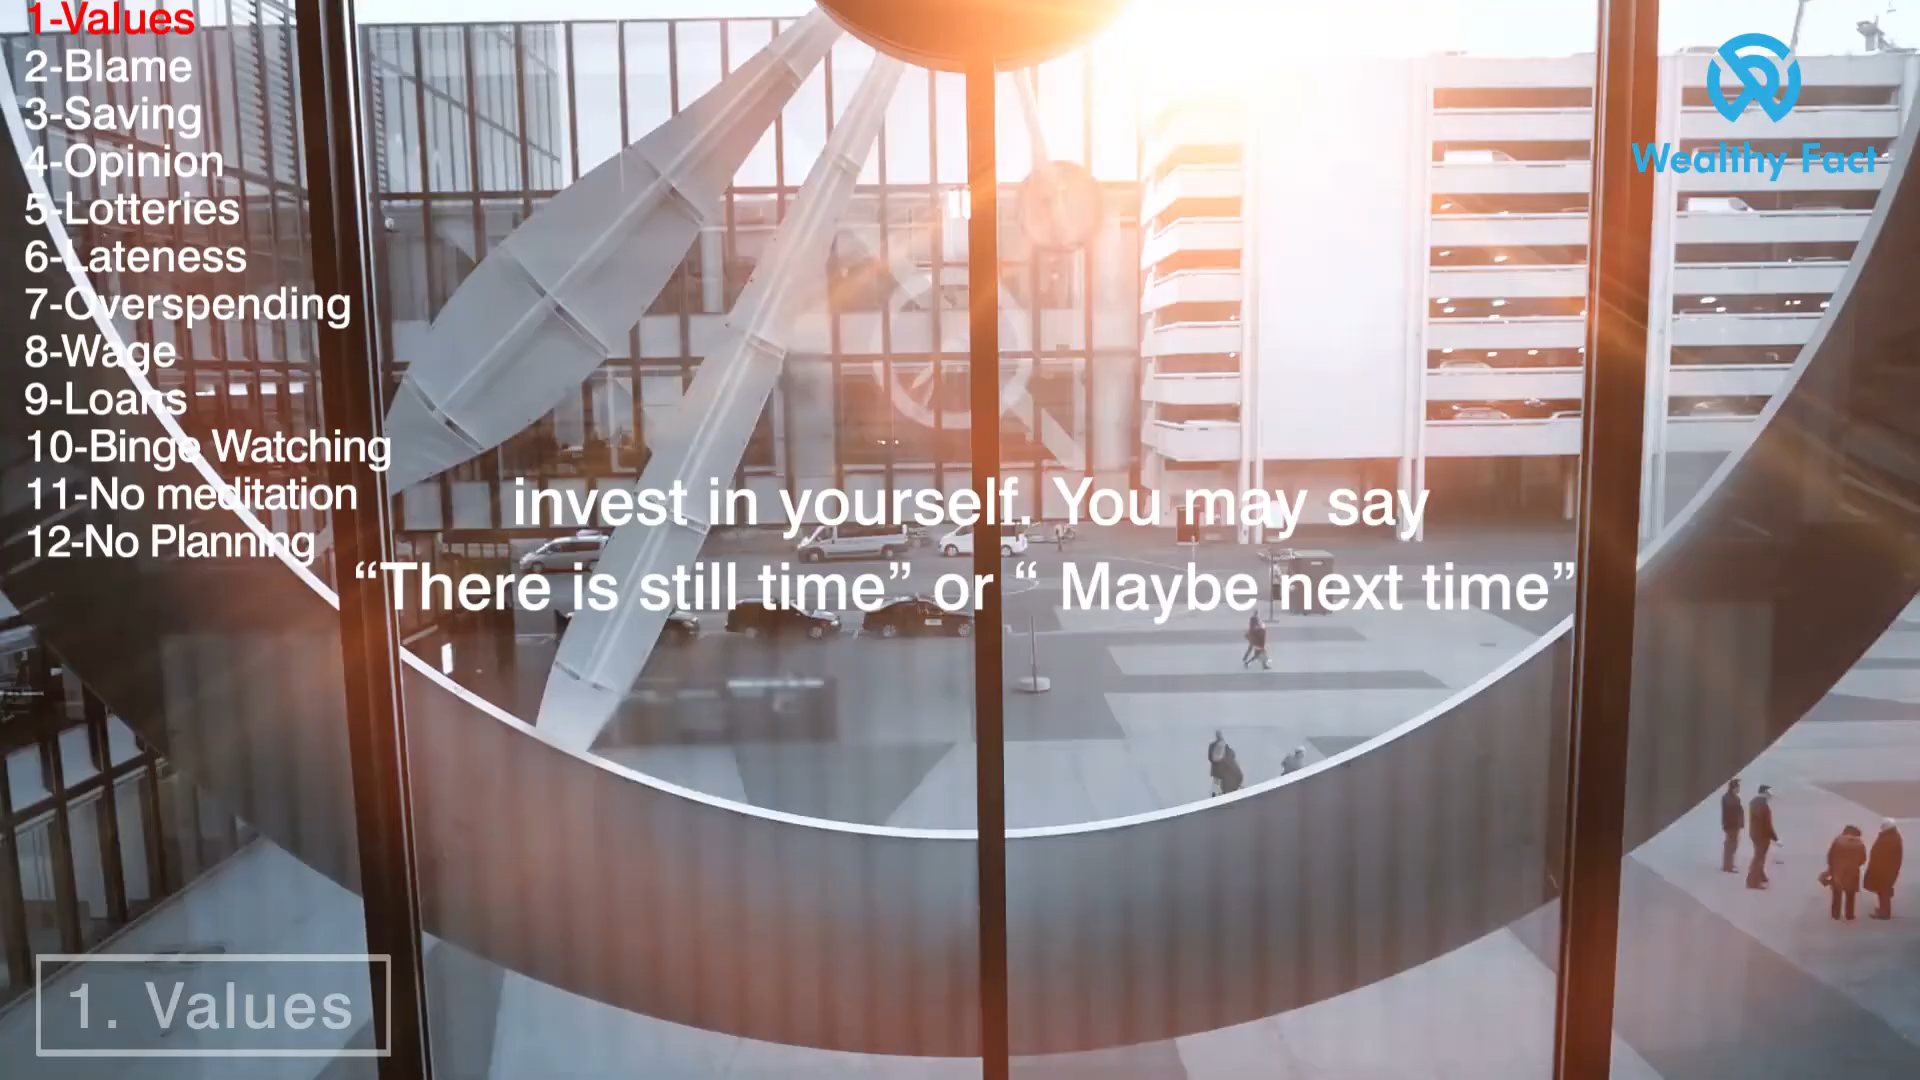 1-Values
2-Blame
3-Saving
4-Opinion
5-Lotteries
6-Lateness
7-Overspending
8-Wage
9-Loans
10-Binge Watching
11-No meditation
12-No Planning
Wealthy Fact
invest in yourself. You may say
“There is still time” or “ Maybe next time”
1. Values